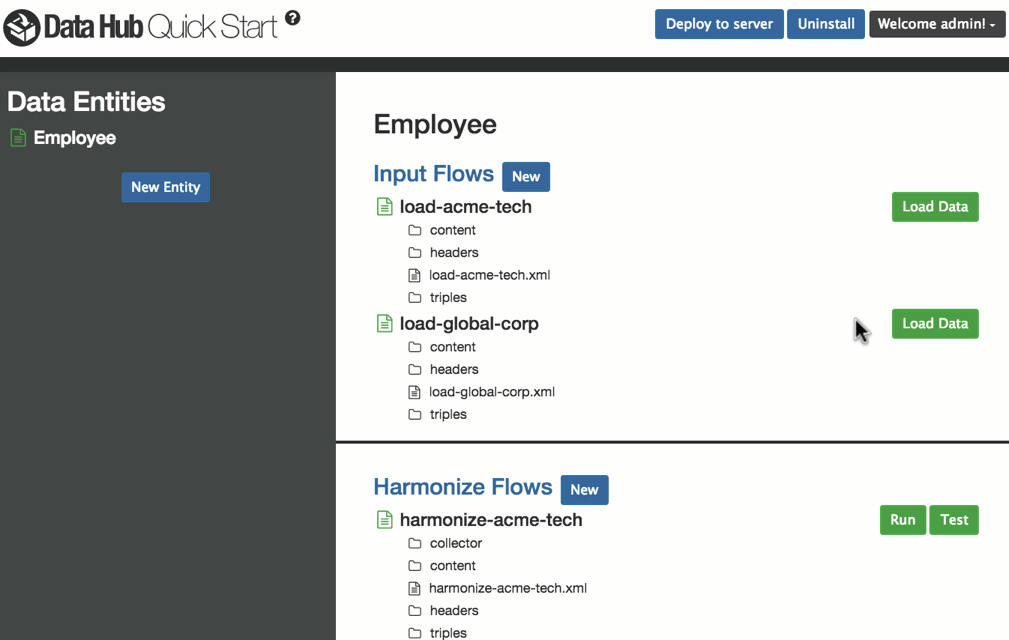 Data Hub Quick Start ?
Deploy to server
Uninstall
Welcome admin!
Data Entities
Employee
New Entity
Employee
Input Flows New
load-acme-tech Load Data
content
headers
load-acme-tech.xml
triples
load-global-corp Load Data
content
headers
load-global-corp.xml
triples
Harmonize Flows New
harmonize-acme-tech Run Test
collector
content
harmonize-acme-tech.xml
headers
triples